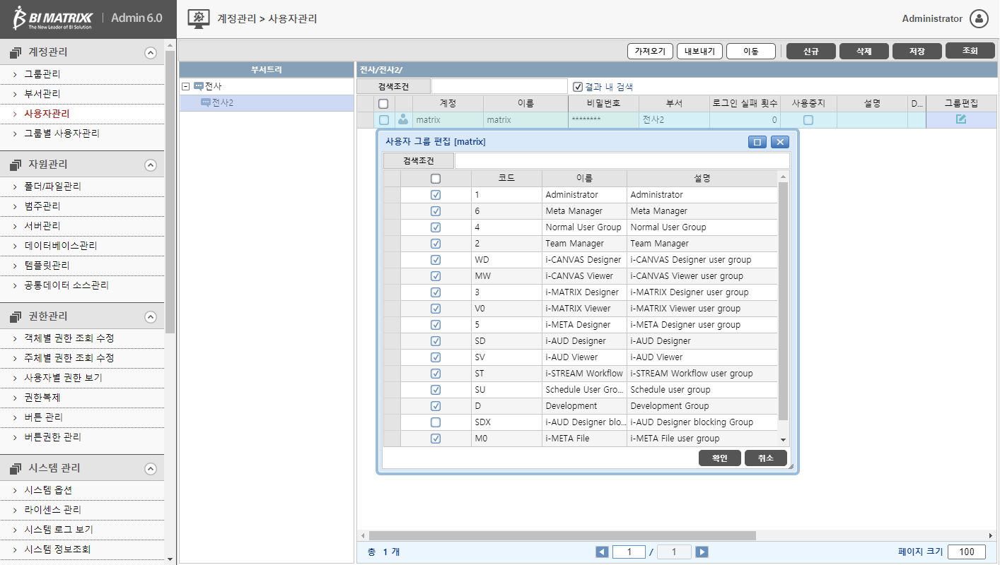 BI MATRIX
The New Leader of BI Solution
Admin 6.0
계정관리 > 사용자관리
Administrator
계정관리
그룹관리
부서관리
사용자관리
그룹별 사용자관리
자원관리
폴더/파일관리
범주관리
서버관리
데이터베이스관리
템플릿관리
공통데이터 소스관리
권한관리
객체별 권한 조회 수정
주체별 권한 조회 수정
사용자별 권한 보기
권한복제
버튼 관리
버튼권한 관리
시스템 관리
시스템 옵션
라이센스 관리
시스템 로그 보기
시스템 정보조회
가져오기 내보내기 이동 신규 삭제 저장 조회
부서트리
전사
전사2
전사/전사2/
검색조건 결과 내 검색
계정 이름 비밀번호 부서 로그인 실패 횟수 사용중지 설명 D... 그룹편집
matrix matrix ******** 전사2 0
사용자 그룹 편집 [matrix]
검색조건
코드 이름 설명
1 Administrator Administrator
6 Meta Manager Meta Manager
4 Normal User Group Normal User Group
2 Team Manager Team Manager
WD i-CANVAS Designer i-CANVAS Designer user group
MW i-CANVAS Viewer i-CANVAS Viewer user group
3 i-MATRIX Designer i-MATRIX Designer user group
V0 i-MATRIX Viewer i-MATRIX Viewer user group
5 i-META Designer i-META Designer user group
SD i-AUD Designer i-AUD Designer
SV i-AUD Viewer i-AUD Viewer
ST i-STREAM Workflow i-STREAM Workflow user group
SU Schedule User Gro... Schedule user group
D Development Development Group
SDX i-AUD Designer blo... i-AUD Designer blocking Group
M0 i-META File i-META File user group
확인 취소
총 1 개
1 / 1
페이지 크기 100